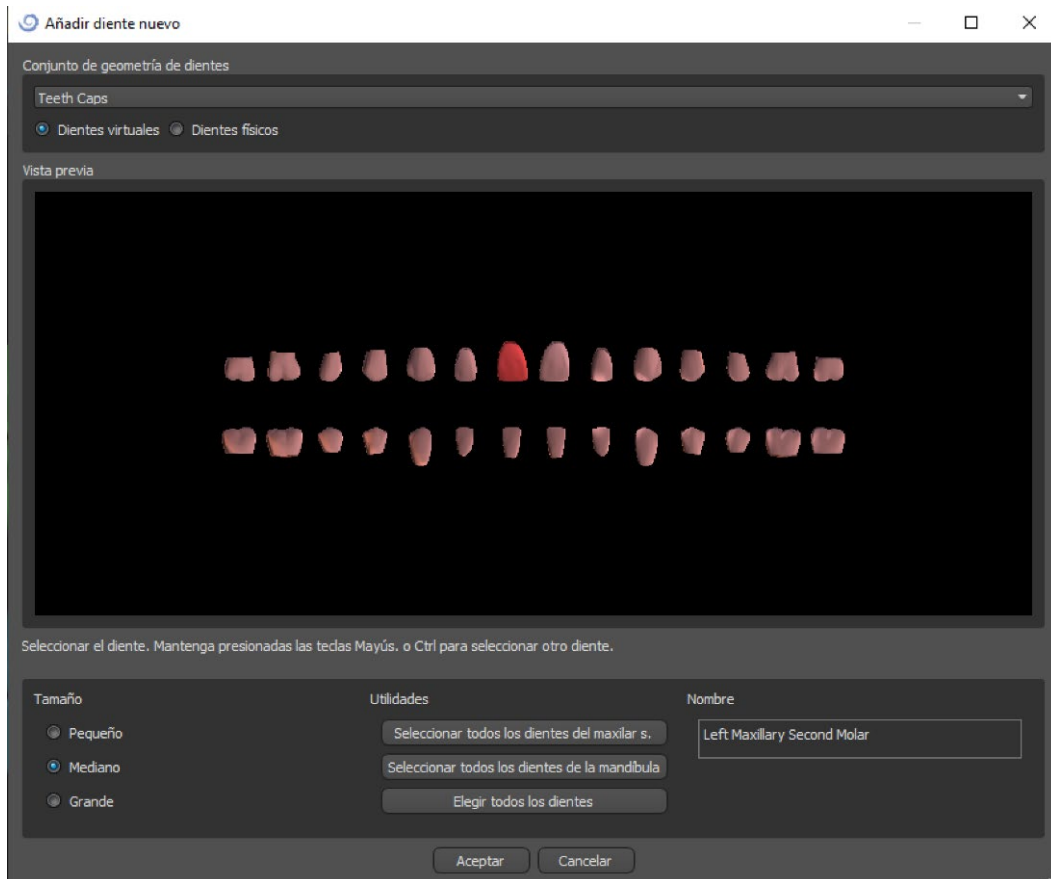 Añadir diente nuevo
Conjunto de geometría de dientes
Teeth Caps
Dientes virtuales Dientes físicos
Vista previa
Seleccionar el diente. Mantenga presionadas las teclas Mayús. o Ctrl para seleccionar otro diente.
Tamaño Utilidades Nombre
Pequeño Seleccionar todos los dientes del maxilar s. Left Maxillary Second Molar
Mediano Seleccionar todos los dientes de la mandíbula
Grande Elegir todos los dientes
Aceptar Cancelar